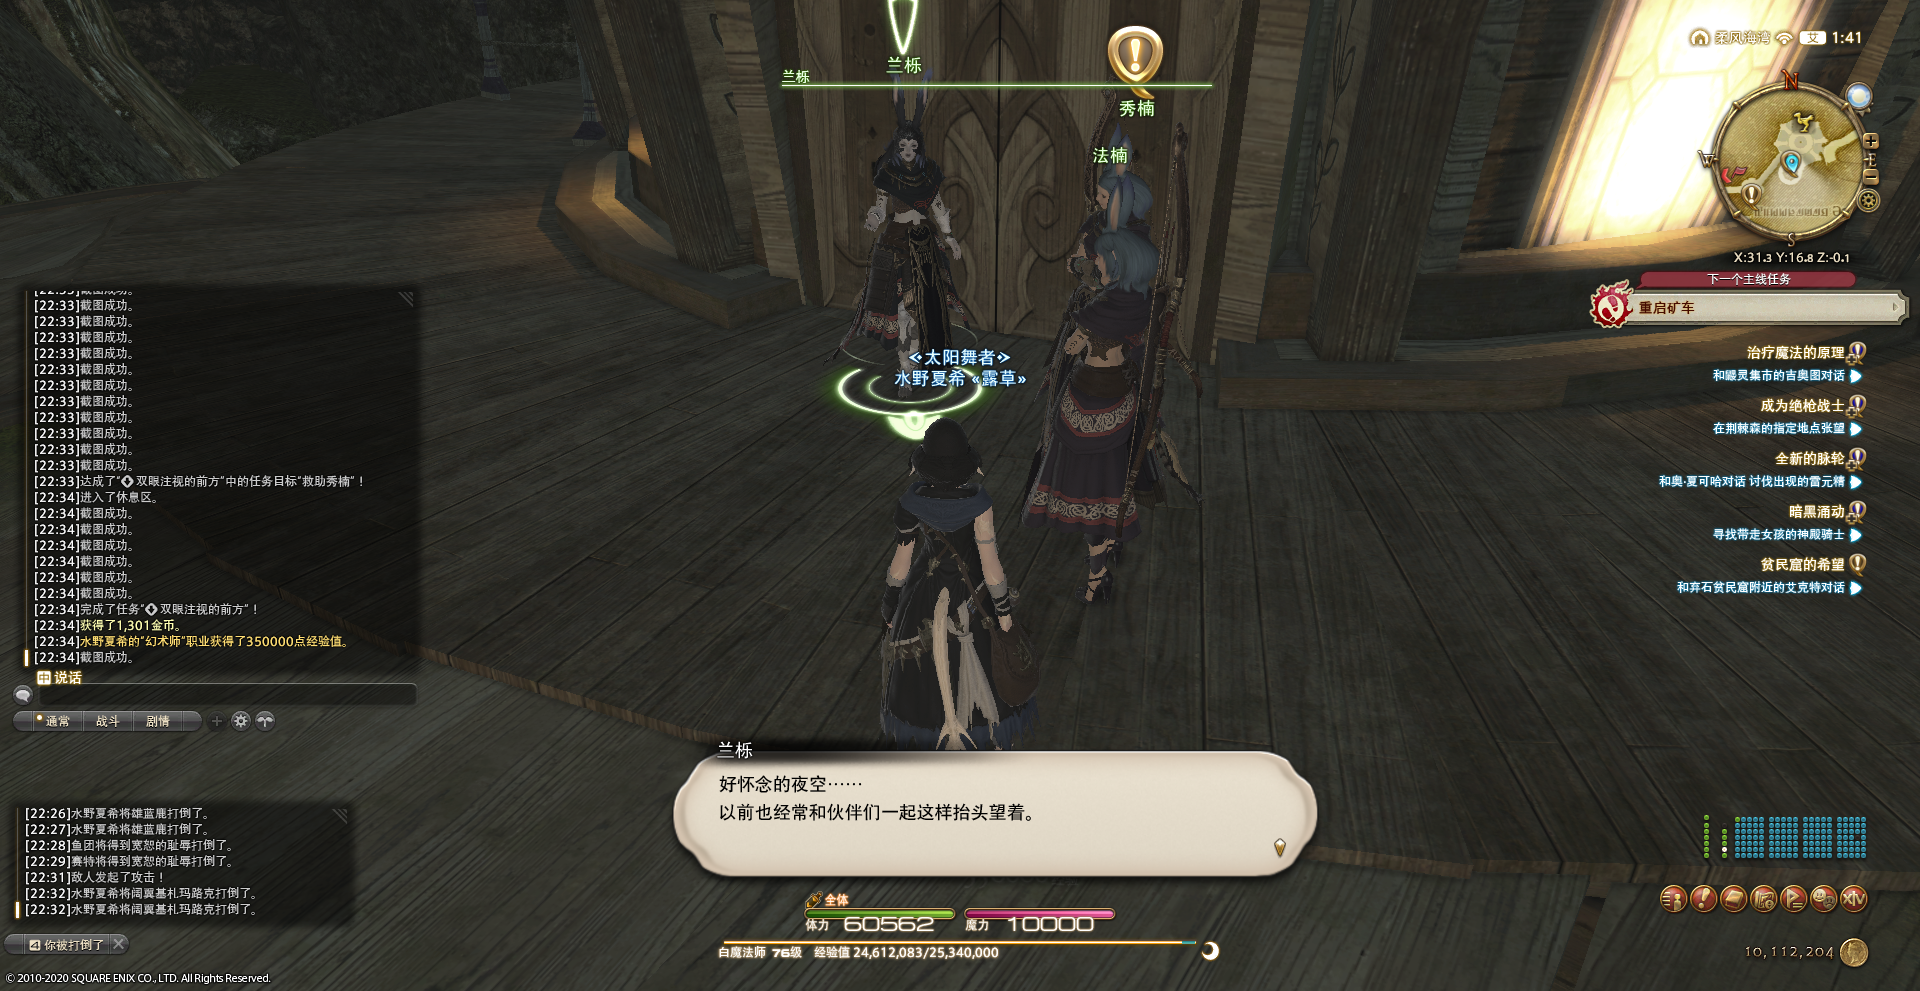 兰栎
兰栎
秀楠
法楠
柔风海湾 艾 1:41
N
W
E
S
X:31.3 Y:16.8 Z:-0.1
下一个主线任务
重启矿车
治疗魔法的原理
和鼹灵集市的吉奥图对话
成为绝枪战士
在荆棘森的指定地点张望
全新的脉轮
和奥·夏可哈对话 讨伐出现的雷元精
暗黑涌动
寻找带走女孩的神殿骑士
贫民窟的希望
和弃石贫民窟附近的艾克特对话
太阳舞者
水野夏希 «露草»
[22:33]截图成功。
[22:33]截图成功。
[22:33]截图成功。
[22:33]截图成功。
[22:33]截图成功。
[22:33]截图成功。
[22:33]截图成功。
[22:33]截图成功。
[22:33]截图成功。
[22:33]截图成功。
[22:33]截图成功。
[22:33]截图成功。
[22:33]达成了“双眼注视的前方”中的任务目标“救助秀楠”！
[22:34]进入了休息区。
[22:34]截图成功。
[22:34]截图成功。
[22:34]截图成功。
[22:34]截图成功。
[22:34]截图成功。
[22:34]截图成功。
[22:34]完成了任务“双眼注视的前方”！
[22:34]获得了1,301金币。
[22:34]水野夏希的“幻术师”职业获得了350000点经验值。
[22:34]截图成功。
说话
通常 战斗 剧情
[22:26]水野夏希将雄蓝鹿打倒了。
[22:27]水野夏希将雄蓝鹿打倒了。
[22:28]鱼团将得到宽恕的耻辱打倒了。
[22:29]赛特将得到宽恕的耻辱打倒了。
[22:31]敌人发起了攻击！
[22:32]水野夏希将阔翼基札玛路克打倒了。
[22:32]水野夏希将阔翼基札玛路克打倒了。
4 你被打倒了
兰栎
好怀念的夜空……
以前也经常和伙伴们一起这样抬头望着。
全体
体力 60562 魔力 10000
白魔法师 76级 经验值 24,612,083/25,340,000
XIV
10,112,204
© 2010-2020 SQUARE ENIX CO., LTD. All Rights Reserved.